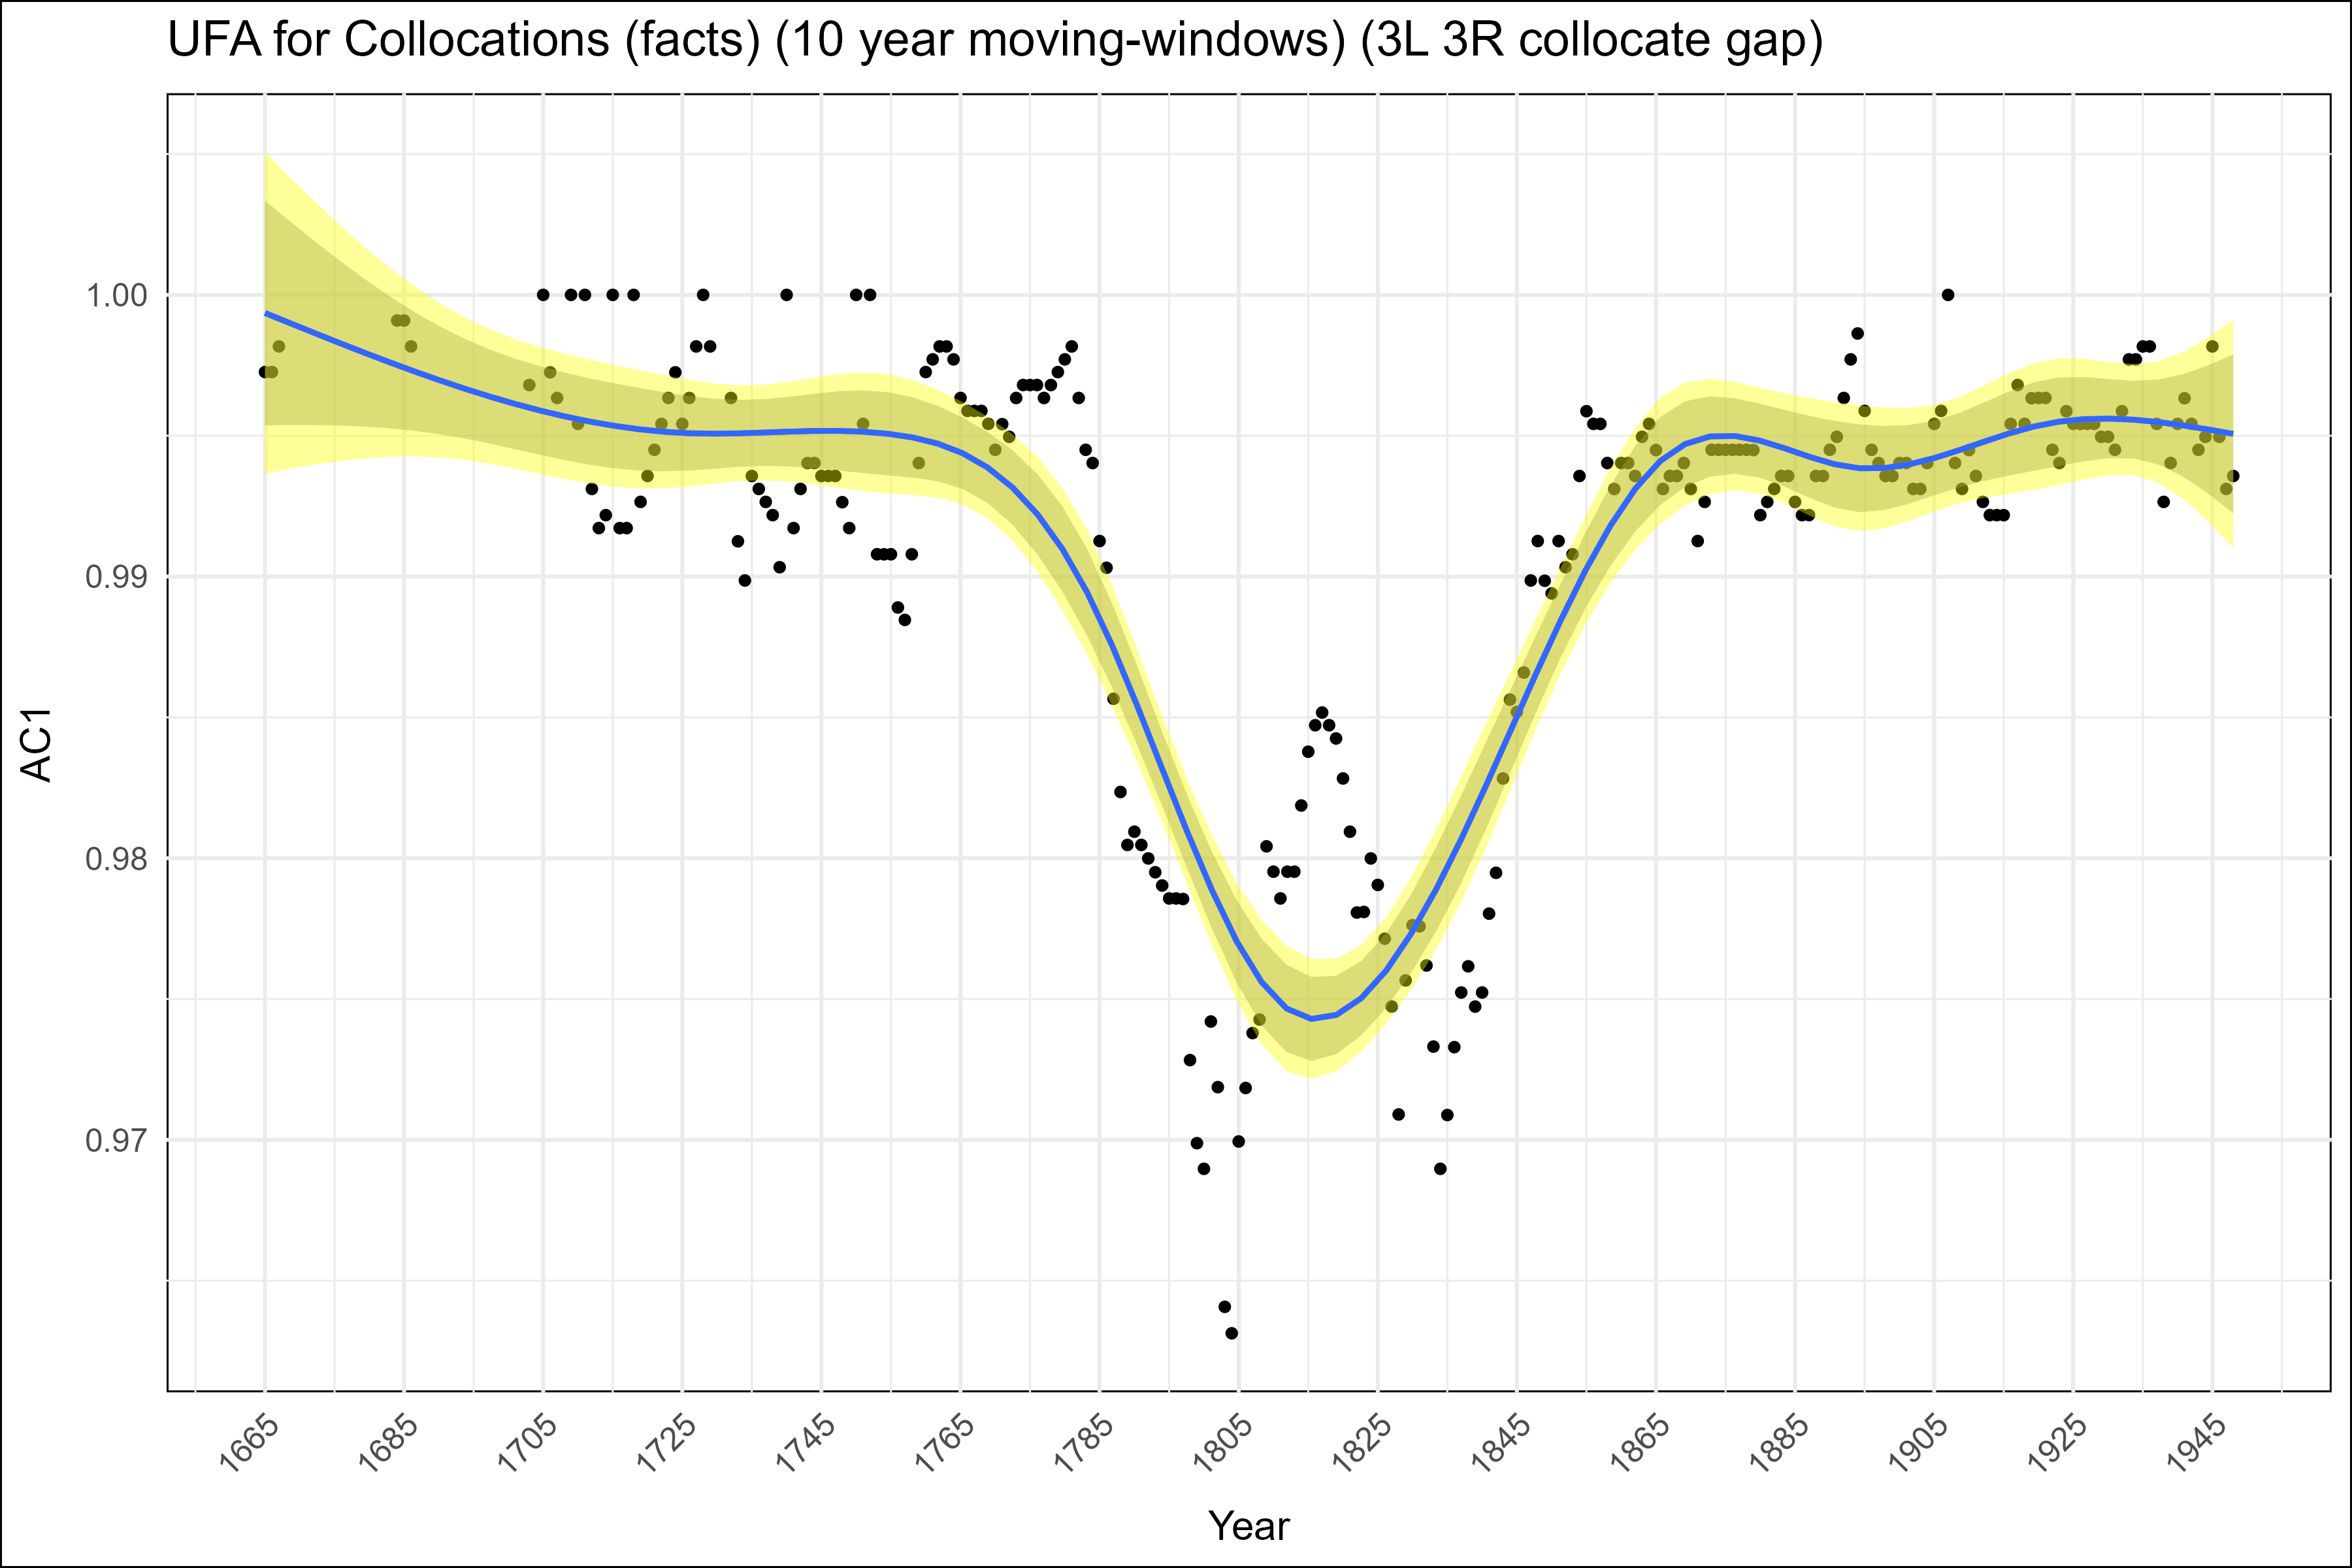 UFA for Collocations (facts) (10 year moving-windows) (3L 3R collocate gap)
1.00
0.99
0.98
0.97
AC1
1665 1685 1705 1725 1745 1765 1785 1805 1825 1845 1865 1885 1905 1925 1945
Year